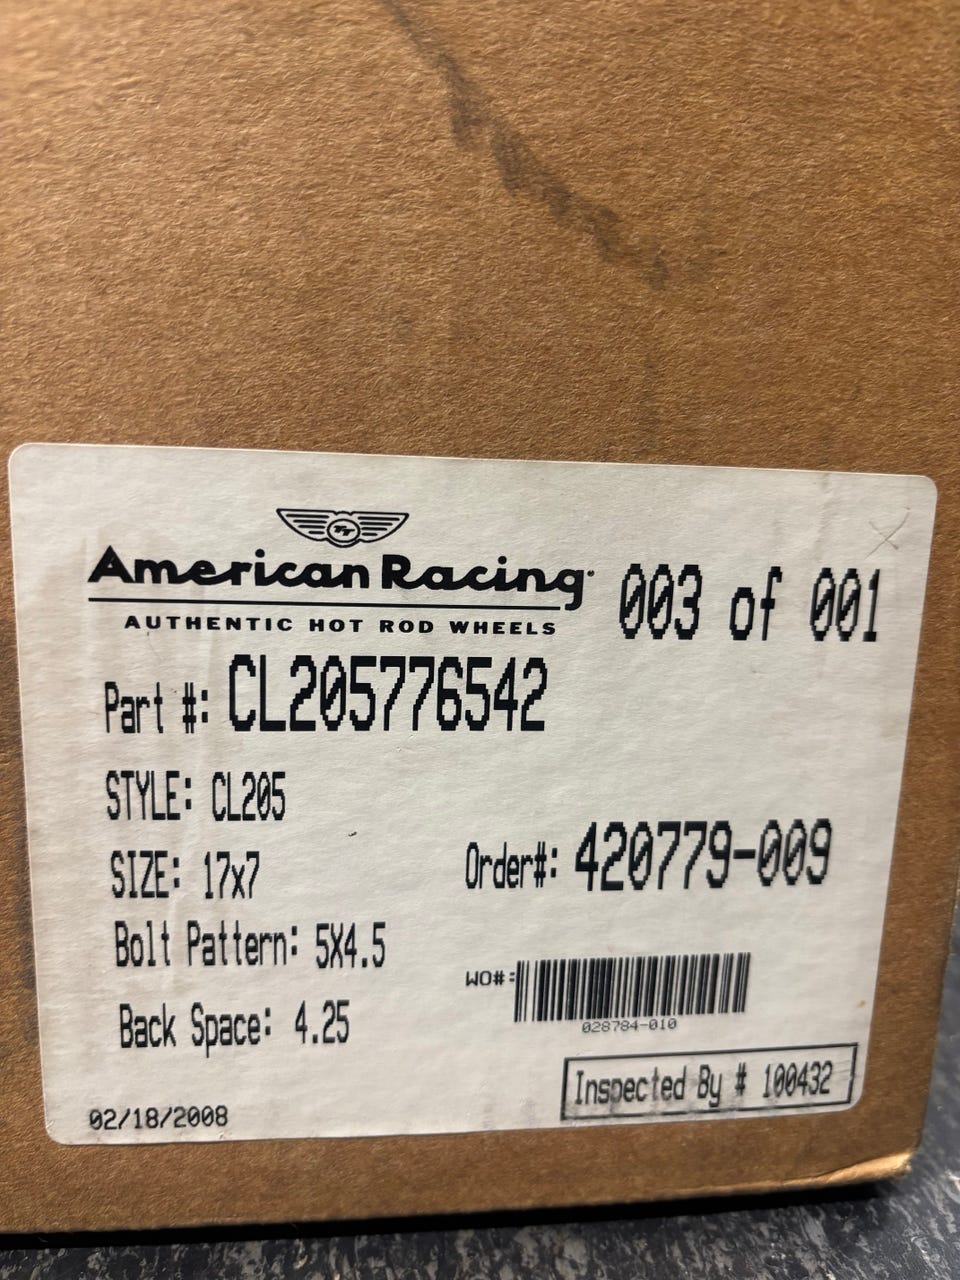 TT
American Racing
AUTHENTIC HOT ROD WHEELS
003 of 001
Part #: CL205776542
STYLE: CL205
SIZE: 17x7
Order#: 420779-009
Bolt Pattern: 5X4.5
WO#:
028784-010
Back Space: 4.25
Inspected By # 100432
02/18/2008